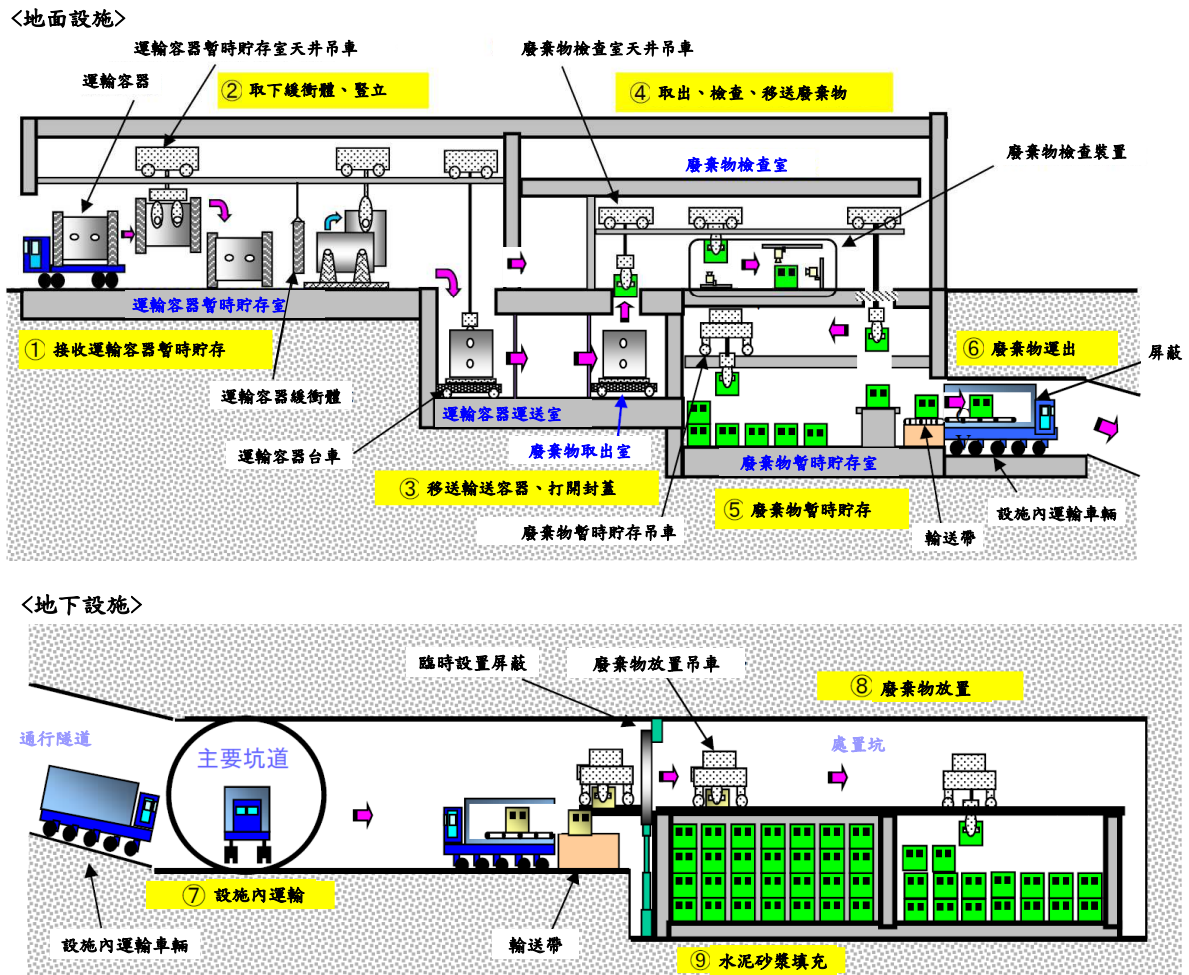 <地面設施>
運輸容器暫時貯存室天井吊車
廢棄物檢查室天井吊車
運輸容器
② 取下緩衝體、豎立
④ 取出、檢查、移送廢棄物
廢棄物檢查裝置
廢棄物檢查室
運輸容器暫時貯存室
① 接收運輸容器暫時貯存
⑥ 廢棄物運出
屏蔽
運輸容器緩衝體
運輸容器運送室
運輸容器台車
廢棄物取出室
廢棄物暫時貯存室
③ 移送輸送容器、打開封蓋
⑤ 廢棄物暫時貯存
設施內運輸車輛
廢棄物暫時貯存吊車
輸送帶
<地下設施>
臨時設置屏蔽
廢棄物放置吊車
⑧ 廢棄物放置
通行隧道
主要坑道
處置坑
⑦ 設施內運輸
設施內運輸車輛
輸送帶
⑨ 水泥砂漿填充